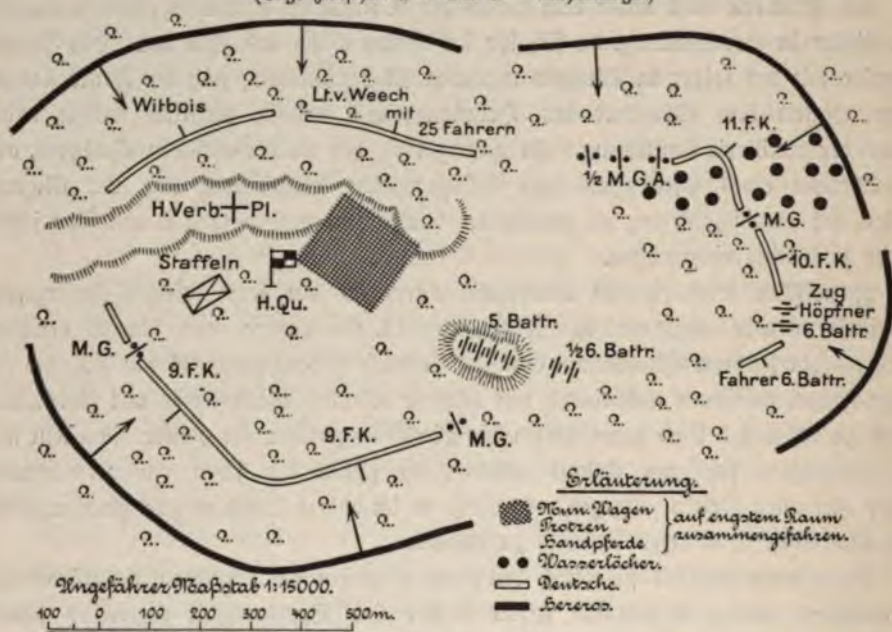 Witbois
Lt.v. Weech
mit
25 Fahrern
11. F. K.
½ M.G.A.
M.G.
10. F. K.
Zug
Höpfner
6. Battr.
Fahrer 6. Battr.
H.Verb. Pl.
Staffeln
H.Qu.
5. Battr.
½6. Battr.
M.G.
9. F. K.
9. F. K.
M.G.
Erläuterung.
Mun. Wagen
Protzen
Handpferde
auf engstem Raum
zusammengefahren.
Wasserlöcher.
Deutsche.
Hereros.
Ungefährer Maßstab 1:15000.
100 0 100 200 300 400 500m.